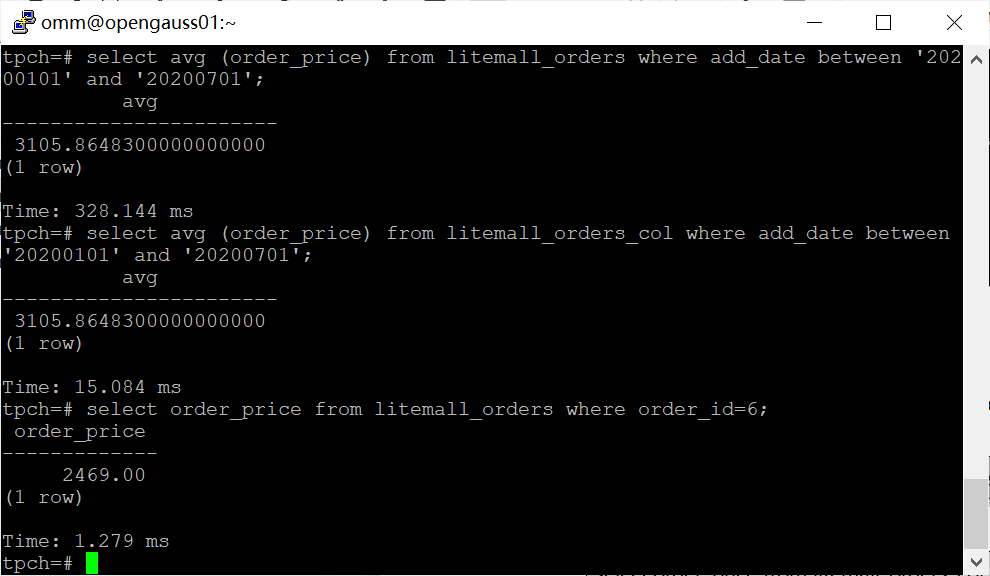 omm@opengauss01:~
tpch=# select avg (order_price) from litemall_orders where add_date between '202
00101' and '20200701';
          avg
-----------------------
 3105.8648300000000000
(1 row)

Time: 328.144 ms
tpch=# select avg (order_price) from litemall_orders_col where add_date between
'20200101' and '20200701';
          avg
-----------------------
 3105.8648300000000000
(1 row)

Time: 15.084 ms
tpch=# select order_price from litemall_orders where order_id=6;
 order_price
-------------
     2469.00
(1 row)

Time: 1.279 ms
tpch=#